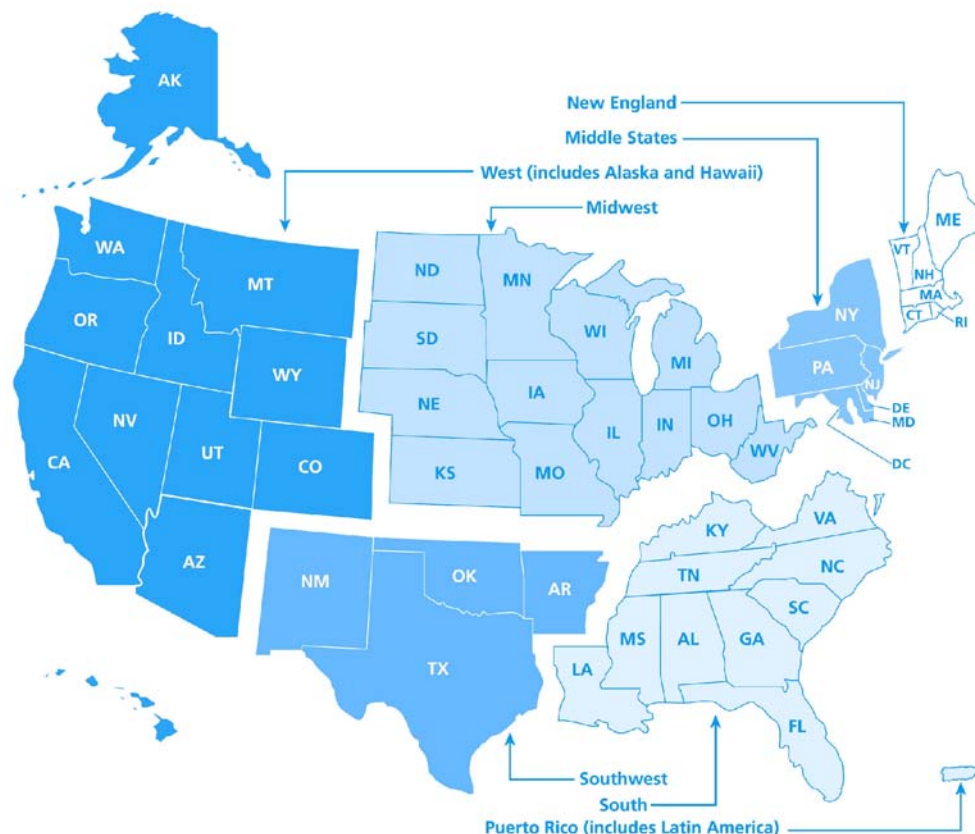 AK
New England
Middle States
West (includes Alaska and Hawaii)
Midwest
ME
WA
VT
ND
NH
MT
MN
MA
OR
NY
CT
RI
WI
SD
ID
MI
PA
WY
NJ
IA
NE
DE
OH
MD
NV
IL
IN
UT
WV
CA
CO
DC
KS
MO
VA
KY
AZ
NC
OK
TN
NM
AR
SC
MS
AL
GA
TX
LA
FL
Southwest
South
Puerto Rico (includes Latin America)